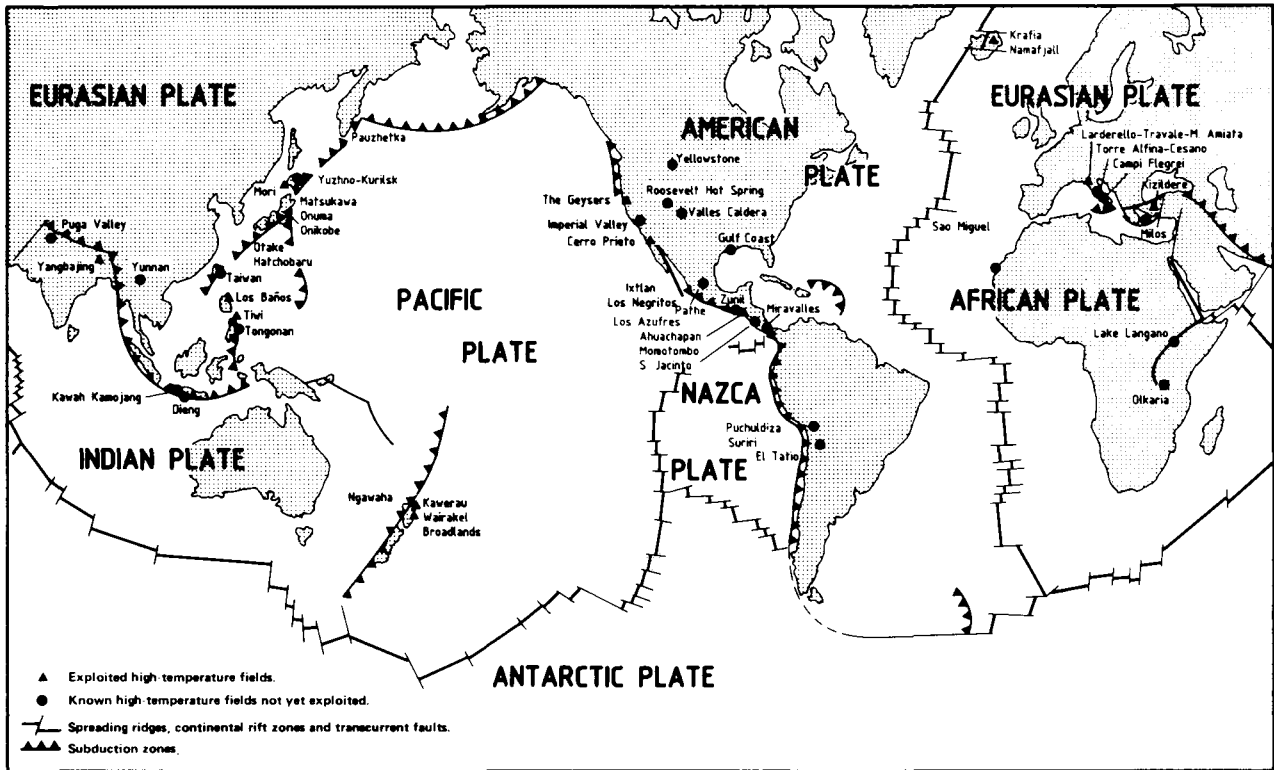 EURASIAN PLATE
Pauzhetka
Mori
Yuzhno-Kurilsk
Matsukawa
Onuma
Onikobe
Otake
Hatchobaru
Puga Valley
Yangbajing
Yunnan
Taiwan
Los Baños
Tiwi
Tongonan
Kawah Kamojang
Dieng
INDIAN PLATE
PACIFIC
PLATE
Ngawaha
Kawerau
Wairakel
Broadlands
AMERICAN
PLATE
Yellowstone
Roosevelt Hot Spring
The Geysers
Valles Caldera
Imperial Valley
Cerro Prieto
Gulf Coast
Ixtlan
Los Negritos
Pathe
Zunil
Miravalles
Los Azufres
Ahuachapan
Momotombo
S Jacinto
NAZCA
PLATE
Puchuldiza
Suriri
El Tatio
Krafla
Namafjall
EURASIAN PLATE
Larderello-Travale-M. Amiata
Torre Alfina-Cesano
Campi Flegrei
Kizildere
Milos
Sao Miguel
AFRICAN PLATE
Lake Langano
Olkaria
ANTARCTIC PLATE
Exploited high-temperature fields.
Known high-temperature fields not yet exploited.
Spreading ridges, continental rift zones and transcurrent faults.
Subduction zones.